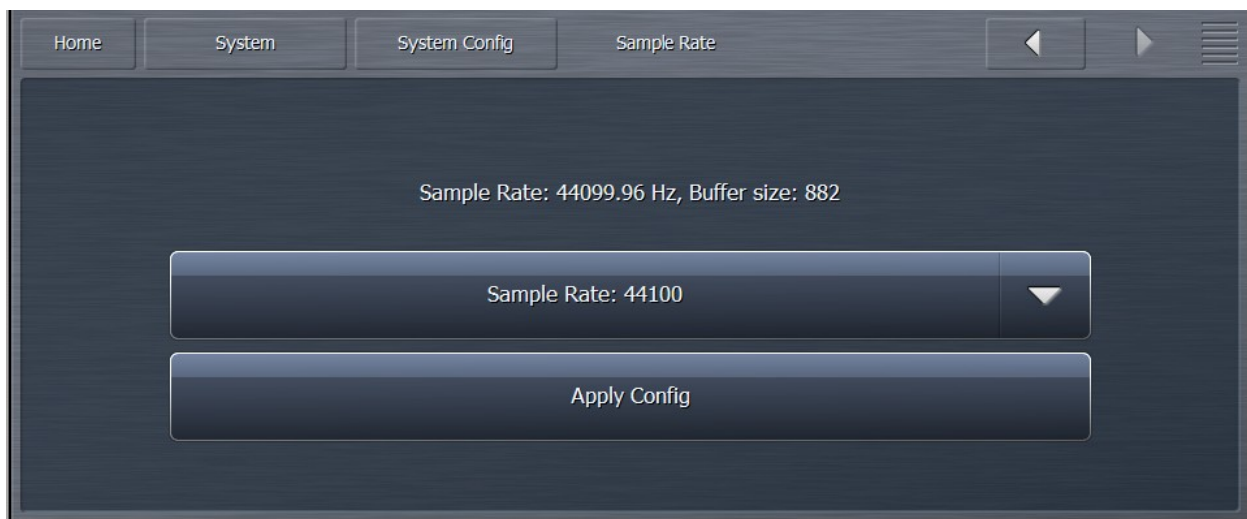 Home System System Config Sample Rate
Sample Rate: 44099.96 Hz, Buffer size: 882
Sample Rate: 44100
Apply Config